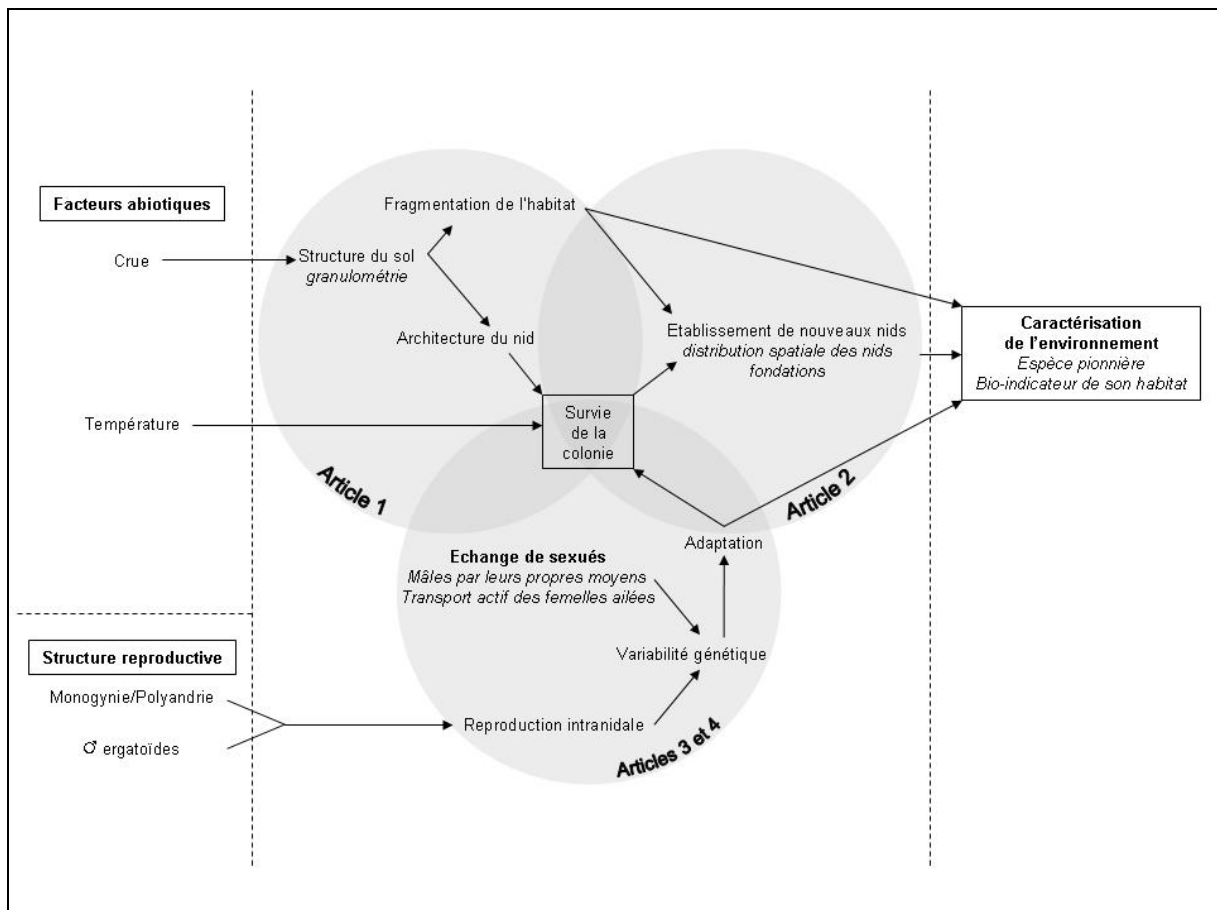 Facteurs abiotiques
Crue
Température
Structure reproductive
Monogynie/Polyandrie
♂ ergatoïdes
Fragmentation de l'habitat
Structure du sol
granulométrie
Architecture du nid
Survie
de la
colonie
Article 1
Etablissement de nouveaux nids
distribution spatiale des nids
fondations
Article 2
Adaptation
Echange de sexués
Mâles par leurs propres moyens
Transport actif des femelles ailées
Variabilité génétique
Reproduction intranidale
Articles 3 et 4
Caractérisation
de l'environnement
Espèce pionnière
Bio-indicateur de son habitat